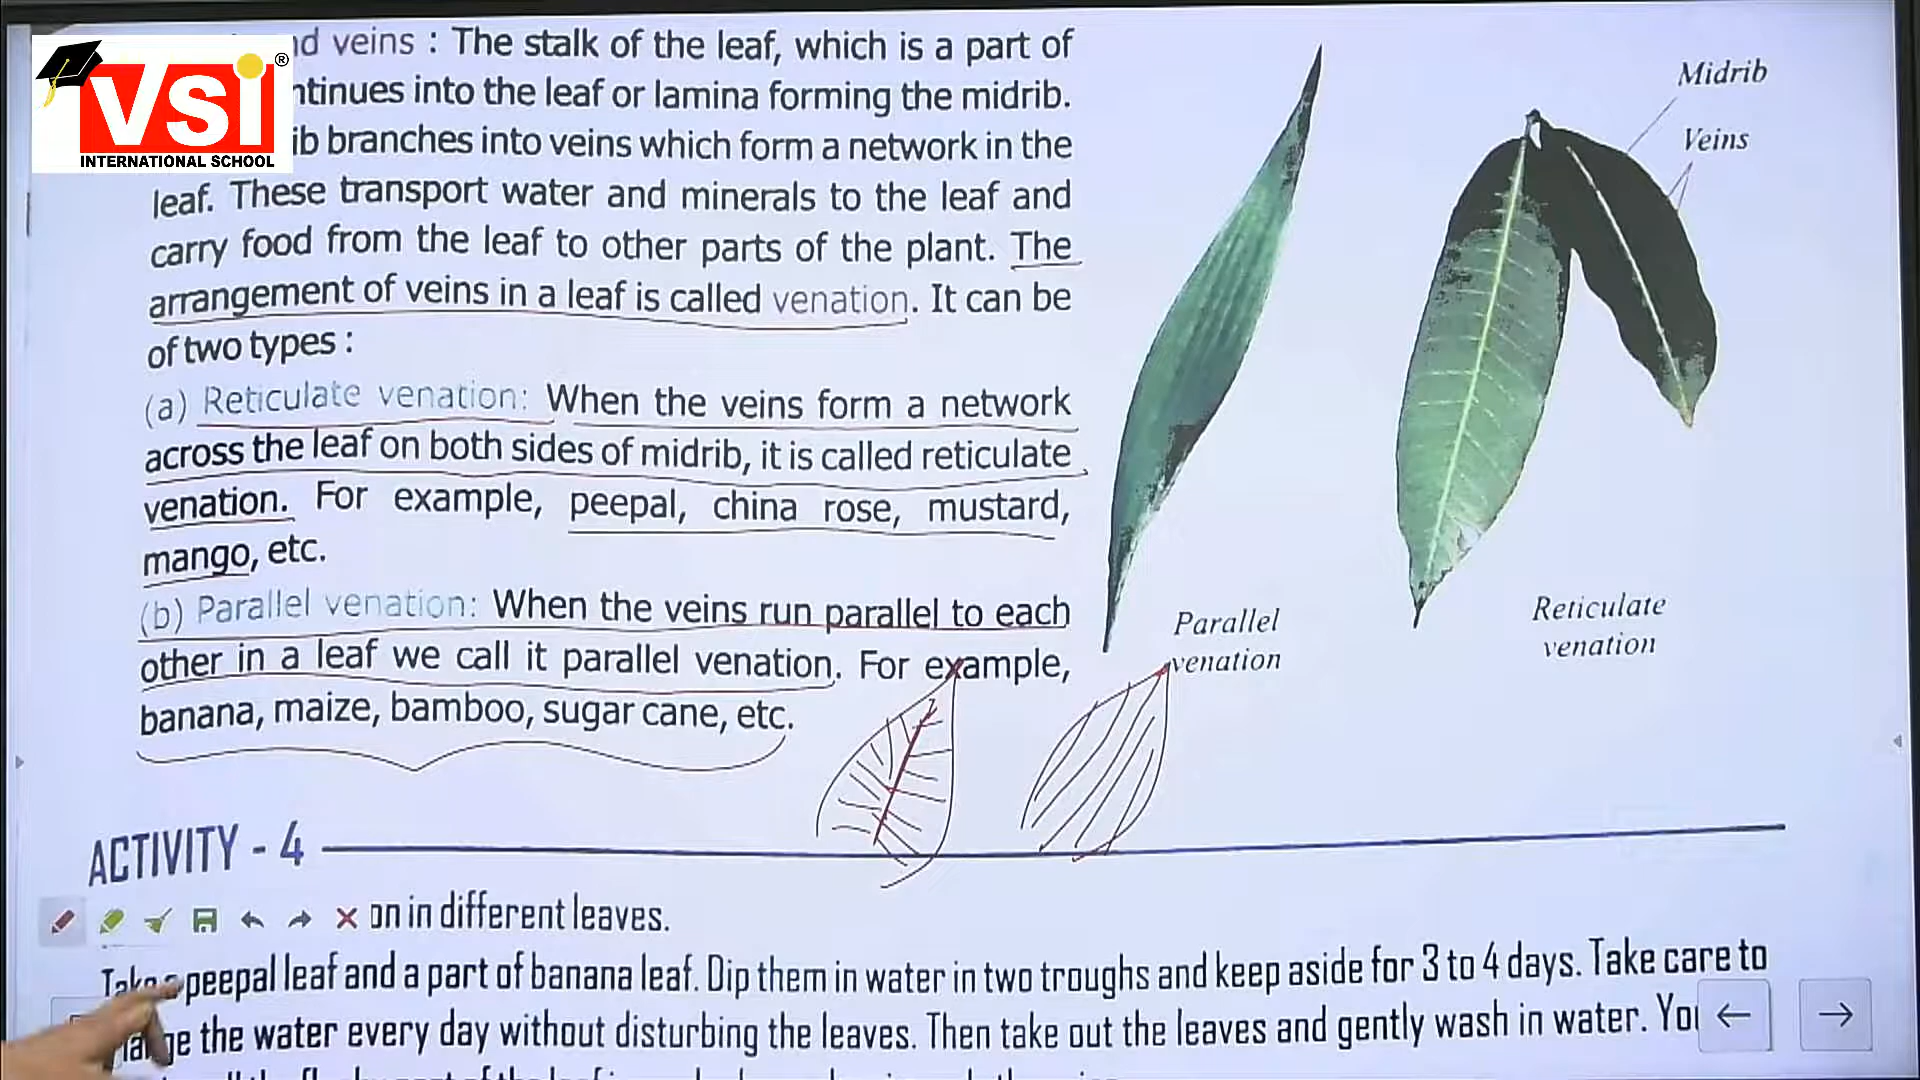 VSI ®
INTERNATIONAL SCHOOL
nd veins : The stalk of the leaf, which is a part of
ntinues into the leaf or lamina forming the midrib.
ib branches into veins which form a network in the
leaf. These transport water and minerals to the leaf and
carry food from the leaf to other parts of the plant. The
arrangement of veins in a leaf is called venation. It can be
of two types :
(a) Reticulate venation: When the veins form a network
across the leaf on both sides of midrib, it is called reticulate
venation. For example, peepal, china rose, mustard,
mango, etc.
(b) Parallel venation: When the veins run parallel to each
other in a leaf we call it parallel venation. For example,
banana, maize, bamboo, sugar cane, etc.
Midrib
Veins
Parallel
venation
Reticulate
venation
ACTIVITY - 4
on in different leaves.
Take a peepal leaf and a part of banana leaf. Dip them in water in two troughs and keep aside for 3 to 4 days. Take care to
the water every day without disturbing the leaves. Then take out the leaves and gently wash in water. You